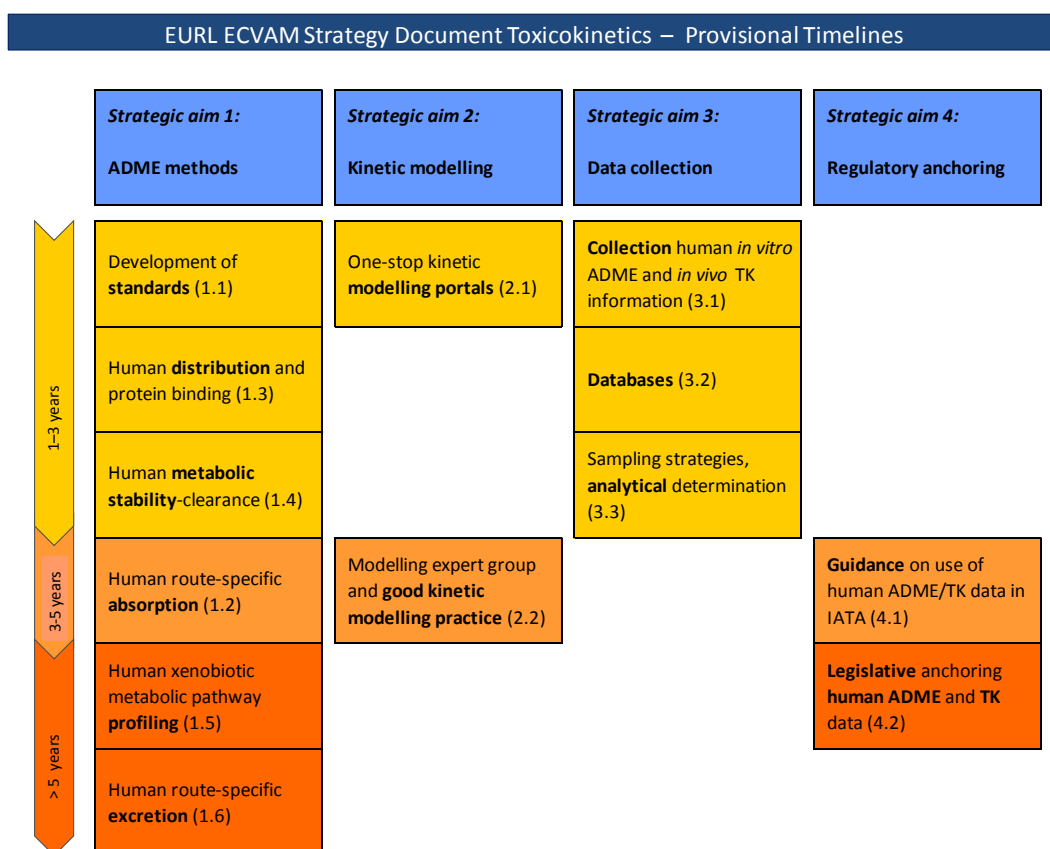 EURL ECVAM Strategy Document Toxicokinetics – Provisional Timelines
Strategic aim 1:
ADME methods
Strategic aim 2:
Kinetic modelling
Strategic aim 3:
Data collection
Strategic aim 4:
Regulatory anchoring
1–3 years
Development of
standards (1.1)
One-stop kinetic
modelling portals (2.1)
Collection human in vitro
ADME and in vivo TK
information (3.1)
Human distribution and
protein binding (1.3)
Databases (3.2)
Human metabolic
stability-clearance (1.4)
Sampling strategies,
analytical determination
(3.3)
3-5 years
Human route-specific
absorption (1.2)
Modelling expert group
and good kinetic
modelling practice (2.2)
Guidance on use of
human ADME/TK data in
IATA (4.1)
> 5 years
Human xenobiotic
metabolic pathway
profiling (1.5)
Legislative anchoring
human ADME and TK
data (4.2)
Human route-specific
excretion (1.6)